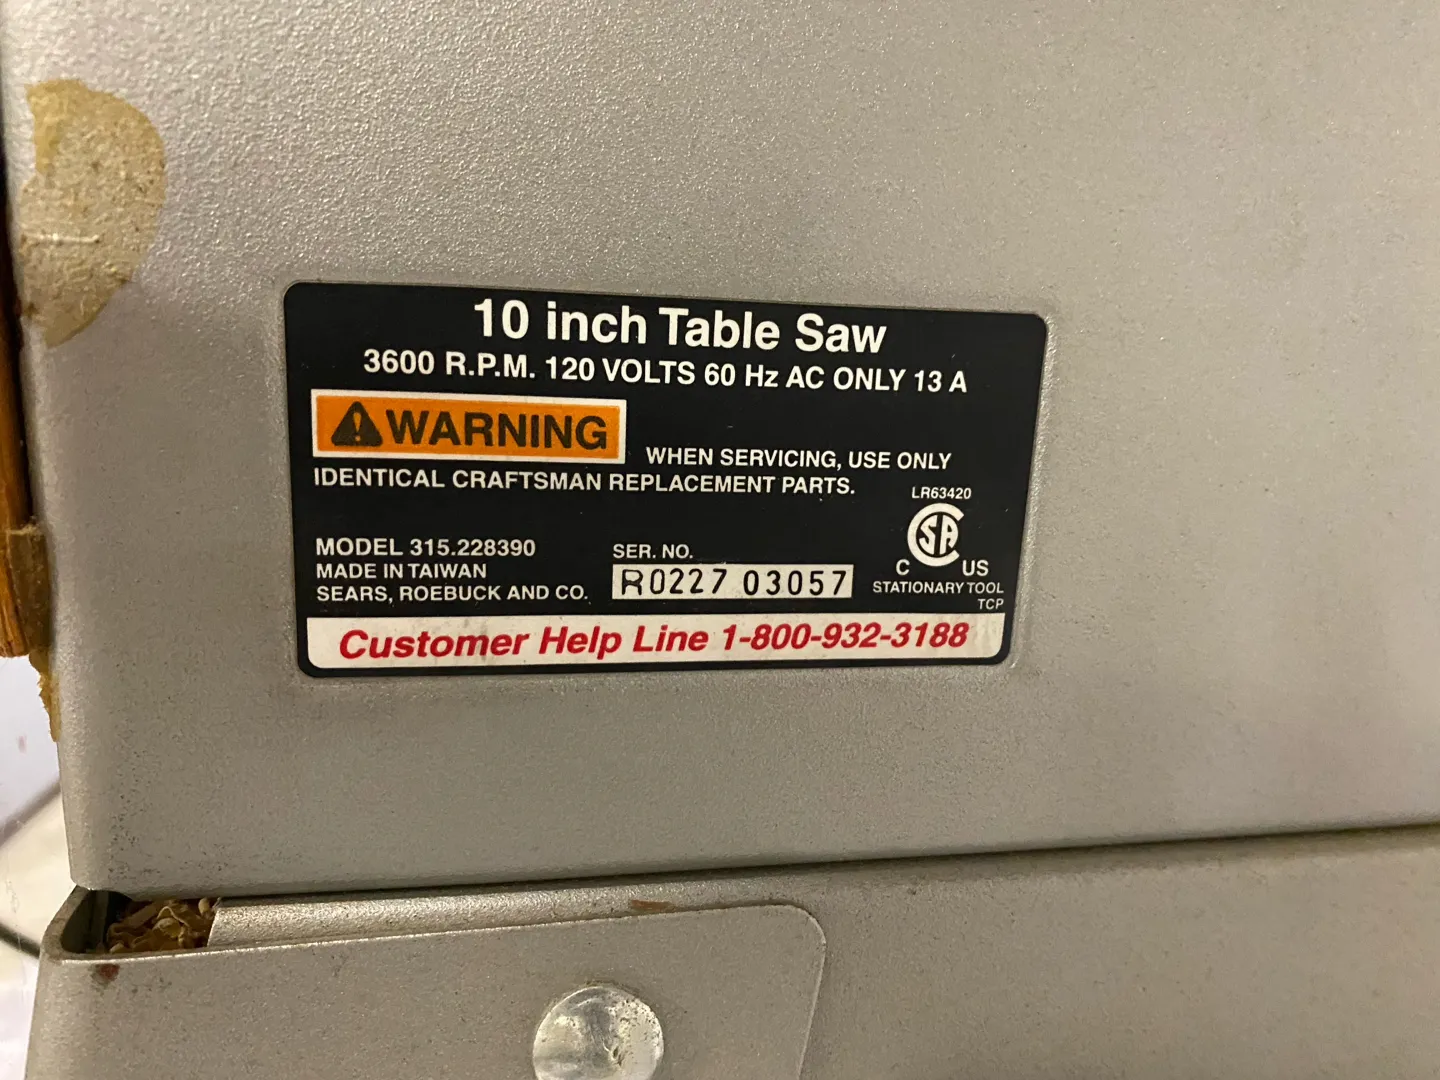 10 inch Table Saw
3600 R.P.M. 120 VOLTS 60 Hz AC ONLY 13 A
WARNING
WHEN SERVICING, USE ONLY
IDENTICAL CRAFTSMAN REPLACEMENT PARTS.
LR63420
SA
C US
STATIONARY TOOL
TCP
MODEL 315.228390
MADE IN TAIWAN
SEARS, ROEBUCK AND CO.
SER. NO.
R0227 03057
Customer Help Line 1-800-932-3188